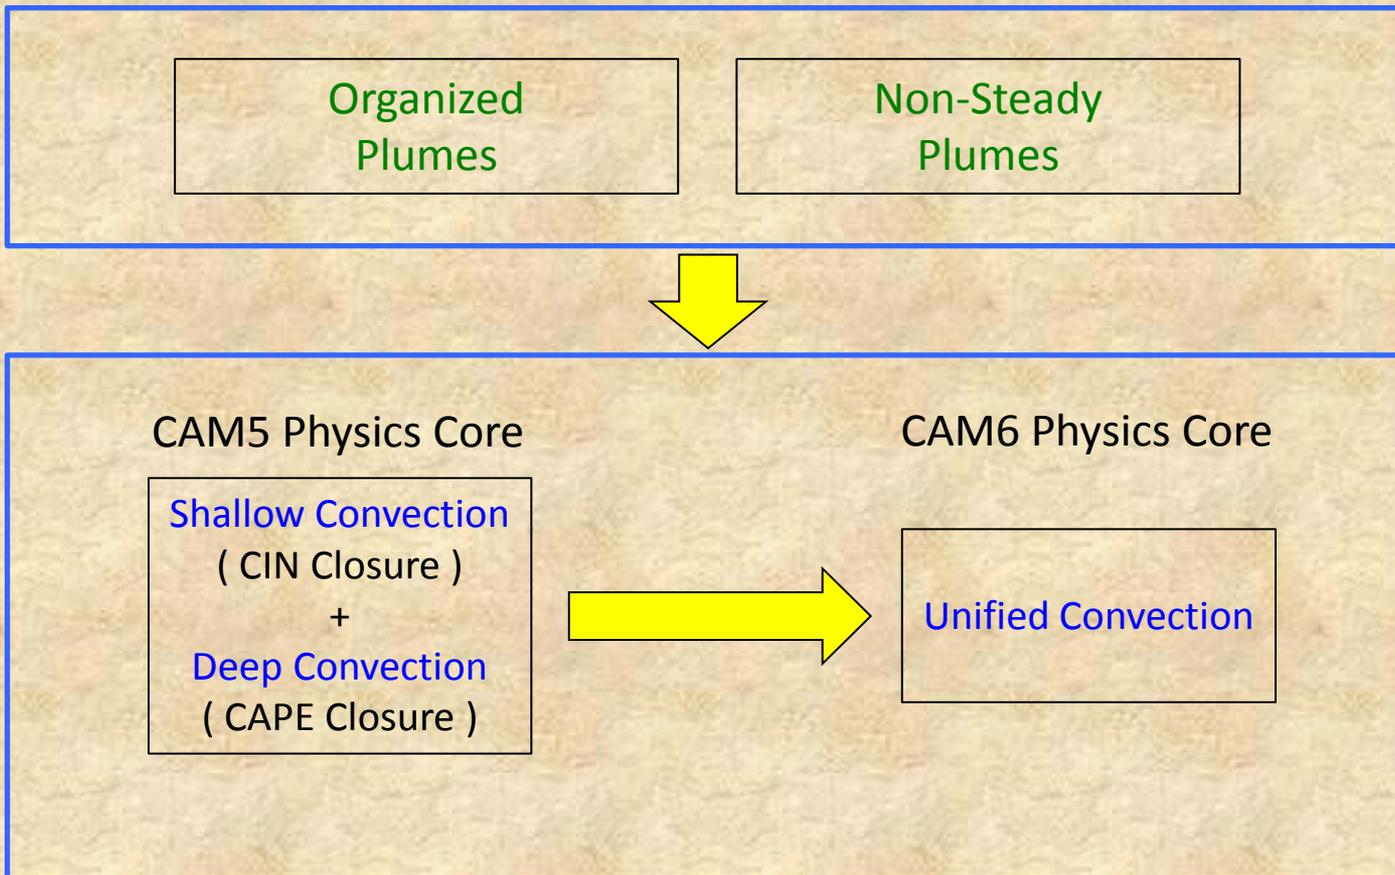 Organized
Plumes
Non-Steady
Plumes
CAM5 Physics Core
Shallow Convection
( CIN Closure )
+
Deep Convection
( CAPE Closure )
CAM6 Physics Core
Unified Convection